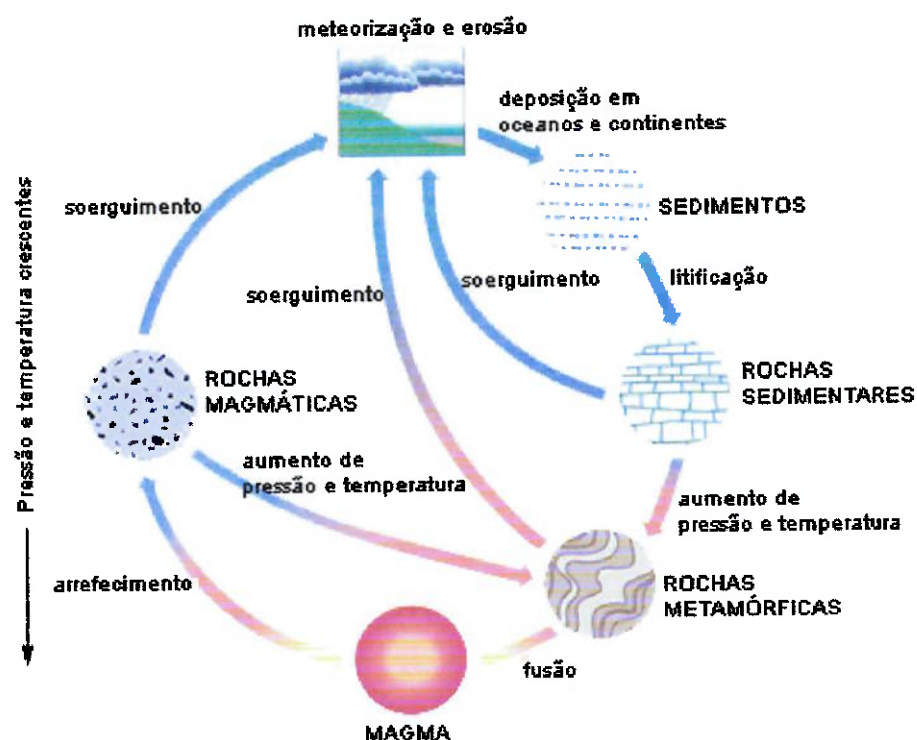 meteorização e erosão
deposição em
oceanos e continentes
soerguimento
SEDIMENTOS
litificação
soerguimento
soerguimento
Pressão e temperatura crescentes
ROCHAS
MAGMÁTICAS
ROCHAS
SEDIMENTARES
aumento de
pressão e temperatura
aumento de
pressão e temperatura
arrefecimento
ROCHAS
METAMÓRFICAS
fusão
MAGMA